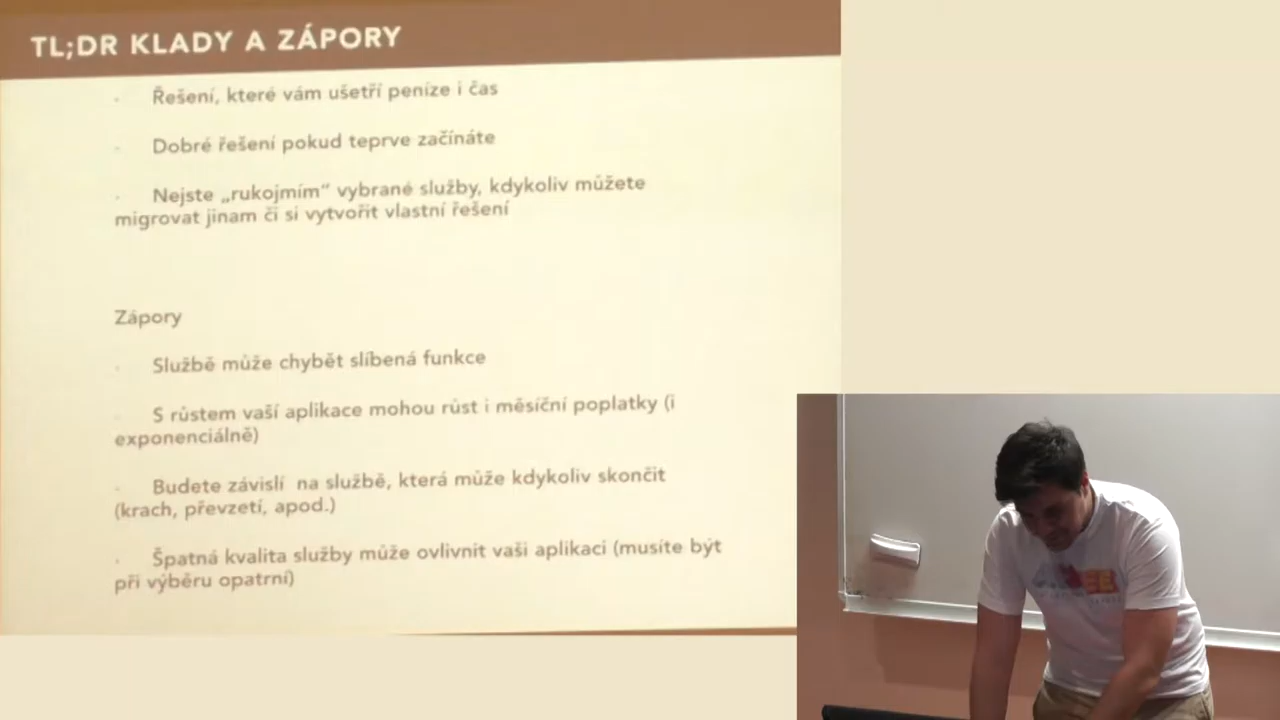 TL;DR KLADY A ZÁPORY
- Řešení, které vám ušetří peníze i čas
- Dobré řešení pokud teprve začínáte
- Nejste „rukojmím“ vybrané služby, kdykoliv můžete
migrovat jinam či si vytvořit vlastní řešení
Zápory
- Službě může chybět slíbená funkce
- S růstem vaší aplikace mohou růst i měsíční poplatky (i
exponenciálně)
- Budete závislí na službě, která může kdykoliv skončit
(krach, převzetí, apod.)
- Špatná kvalita služby může ovlivnit vaši aplikaci (musíte být
při výběru opatrní)